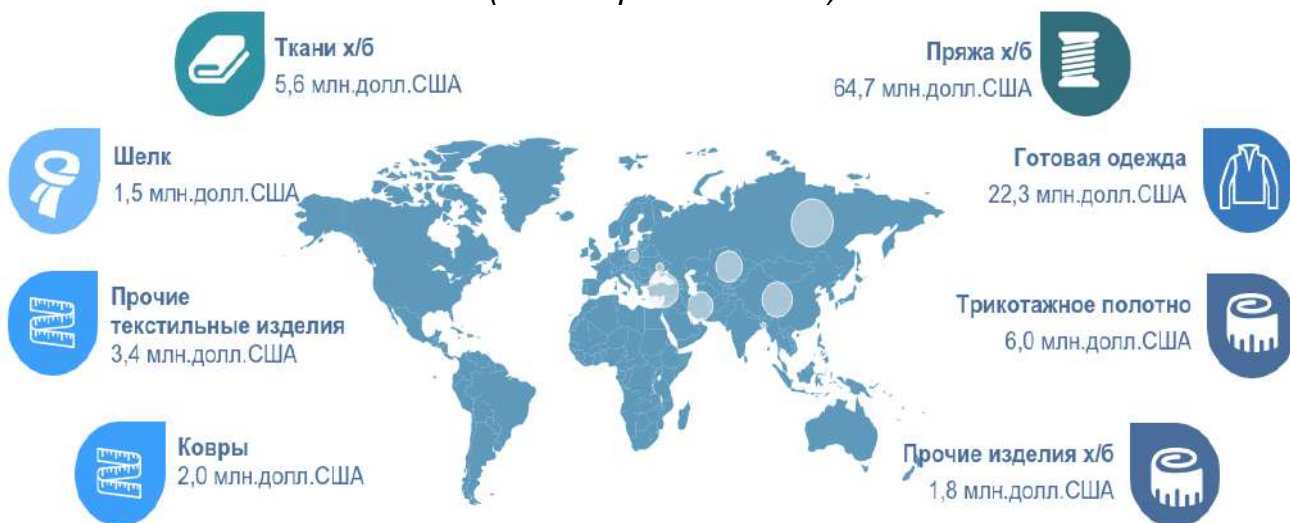 Ткани х/б
5,6 млн.долл.США
Пряжа х/б
64,7 млн.долл.США
Шелк
1,5 млн.долл.США
Готовая одежда
22,3 млн.долл.США
Прочие
текстильные изделия
3,4 млн.долл.США
Трикотажное полотно
6,0 млн.долл.США
Ковры
2,0 млн.долл.США
Прочие изделия х/б
1,8 млн.долл.США